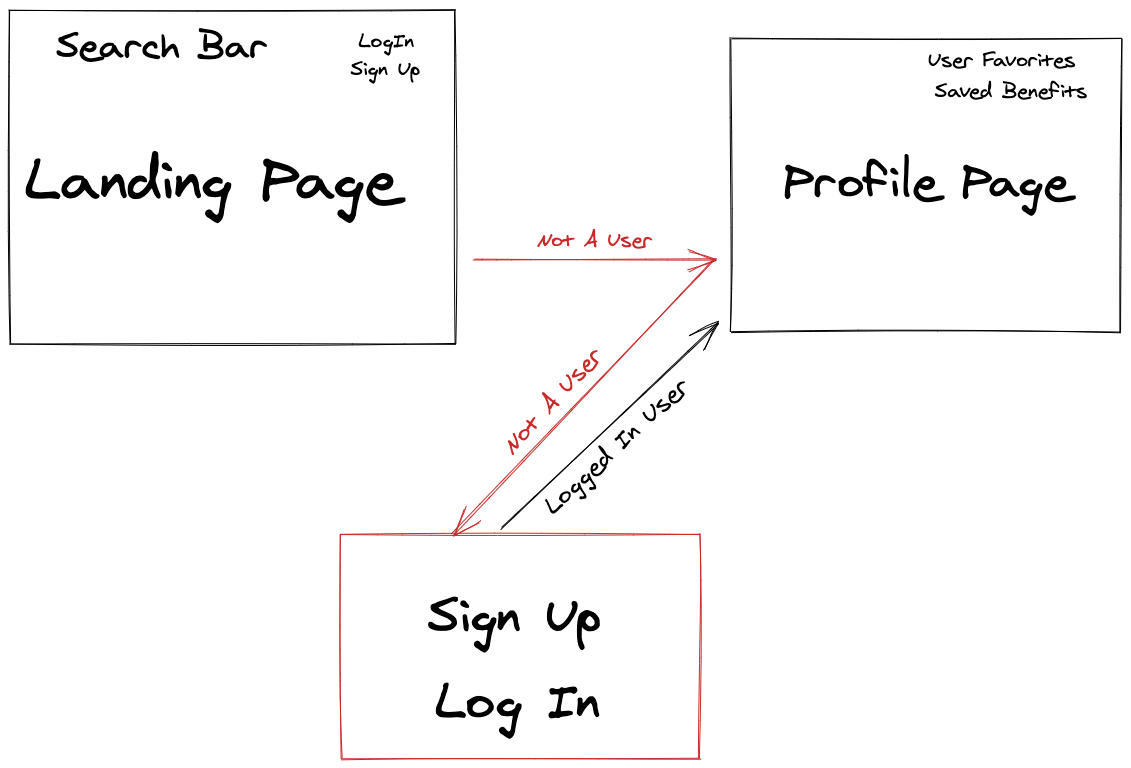 Search Bar
LogIn
Sign Up
Landing Page
User Favorites
Saved Benefits
Profile Page
Not A User
Not A User
Logged In User
Sign Up
Log In